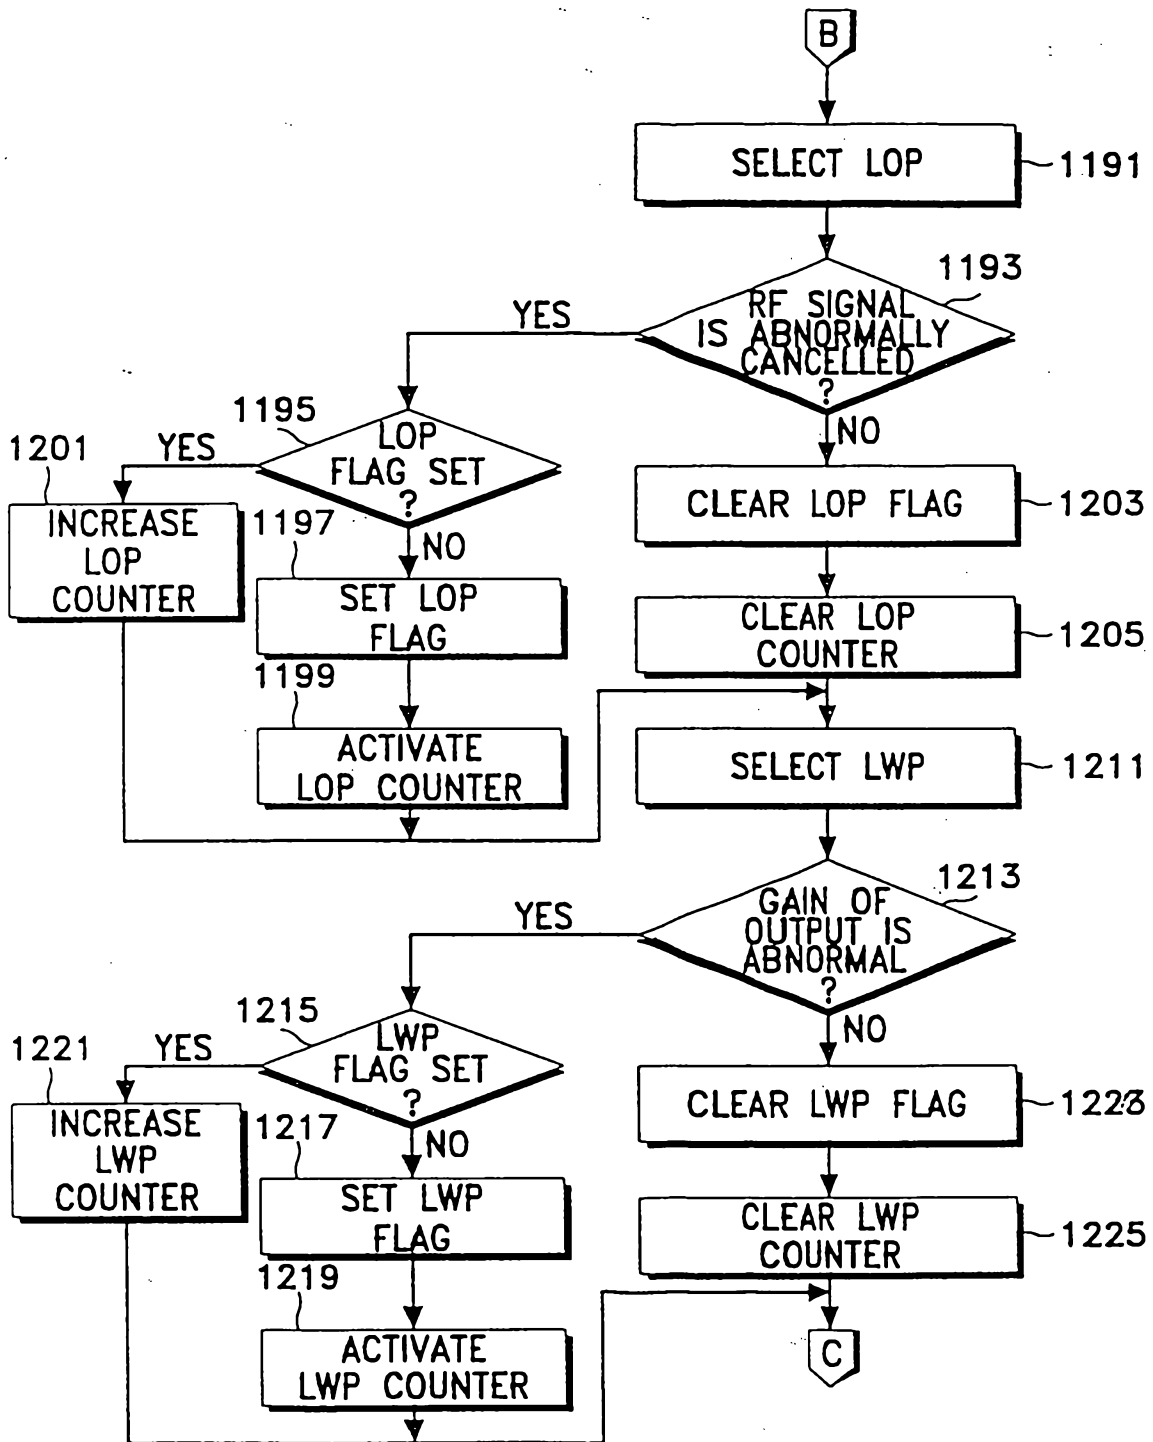 B
SELECT LOP
1191
1193
RF SIGNAL
IS ABNORMALLY
CANCELLED
?
YES
NO
1195
LOP
FLAG SET
?
YES
NO
1201
INCREASE
LOP
COUNTER
1197
SET LOP
FLAG
1199
ACTIVATE
LOP COUNTER
CLEAR LOP FLAG
1203
CLEAR LOP
COUNTER
1205
SELECT LWP
1211
1213
GAIN OF
OUTPUT IS
ABNORMAL
?
YES
NO
1215
LWP
FLAG SET
?
YES
NO
1221
INCREASE
LWP
COUNTER
1217
SET LWP
FLAG
1219
ACTIVATE
LWP COUNTER
CLEAR LWP FLAG
1223
CLEAR LWP
COUNTER
1225
C